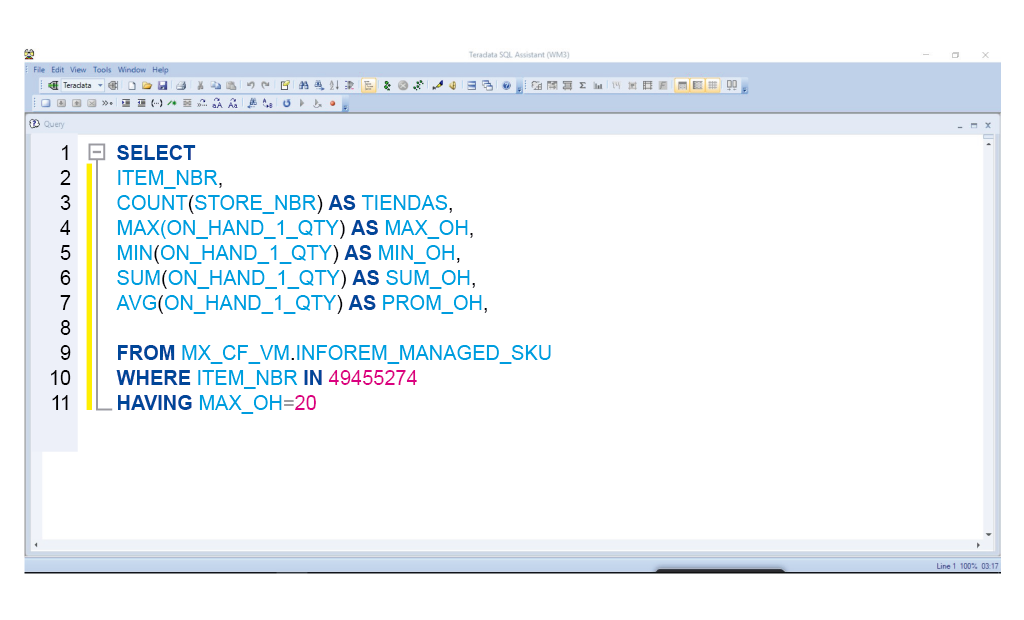 Teradata SQL Assistant (WM3)
File Edit View Tools Window Help
Teradata
Query
1 SELECT
2 ITEM_NBR,
3 COUNT(STORE_NBR) AS TIENDAS,
4 MAX(ON_HAND_1_QTY) AS MAX_OH,
5 MIN(ON_HAND_1_QTY) AS MIN_OH,
6 SUM(ON_HAND_1_QTY) AS SUM_OH,
7 AVG(ON_HAND_1_QTY) AS PROM_OH,
8
9 FROM MX_CF_VM.INFOREM_MANAGED_SKU
10 WHERE ITEM_NBR IN 49455274
11 HAVING MAX_OH=20
Line 1 100% 03:17